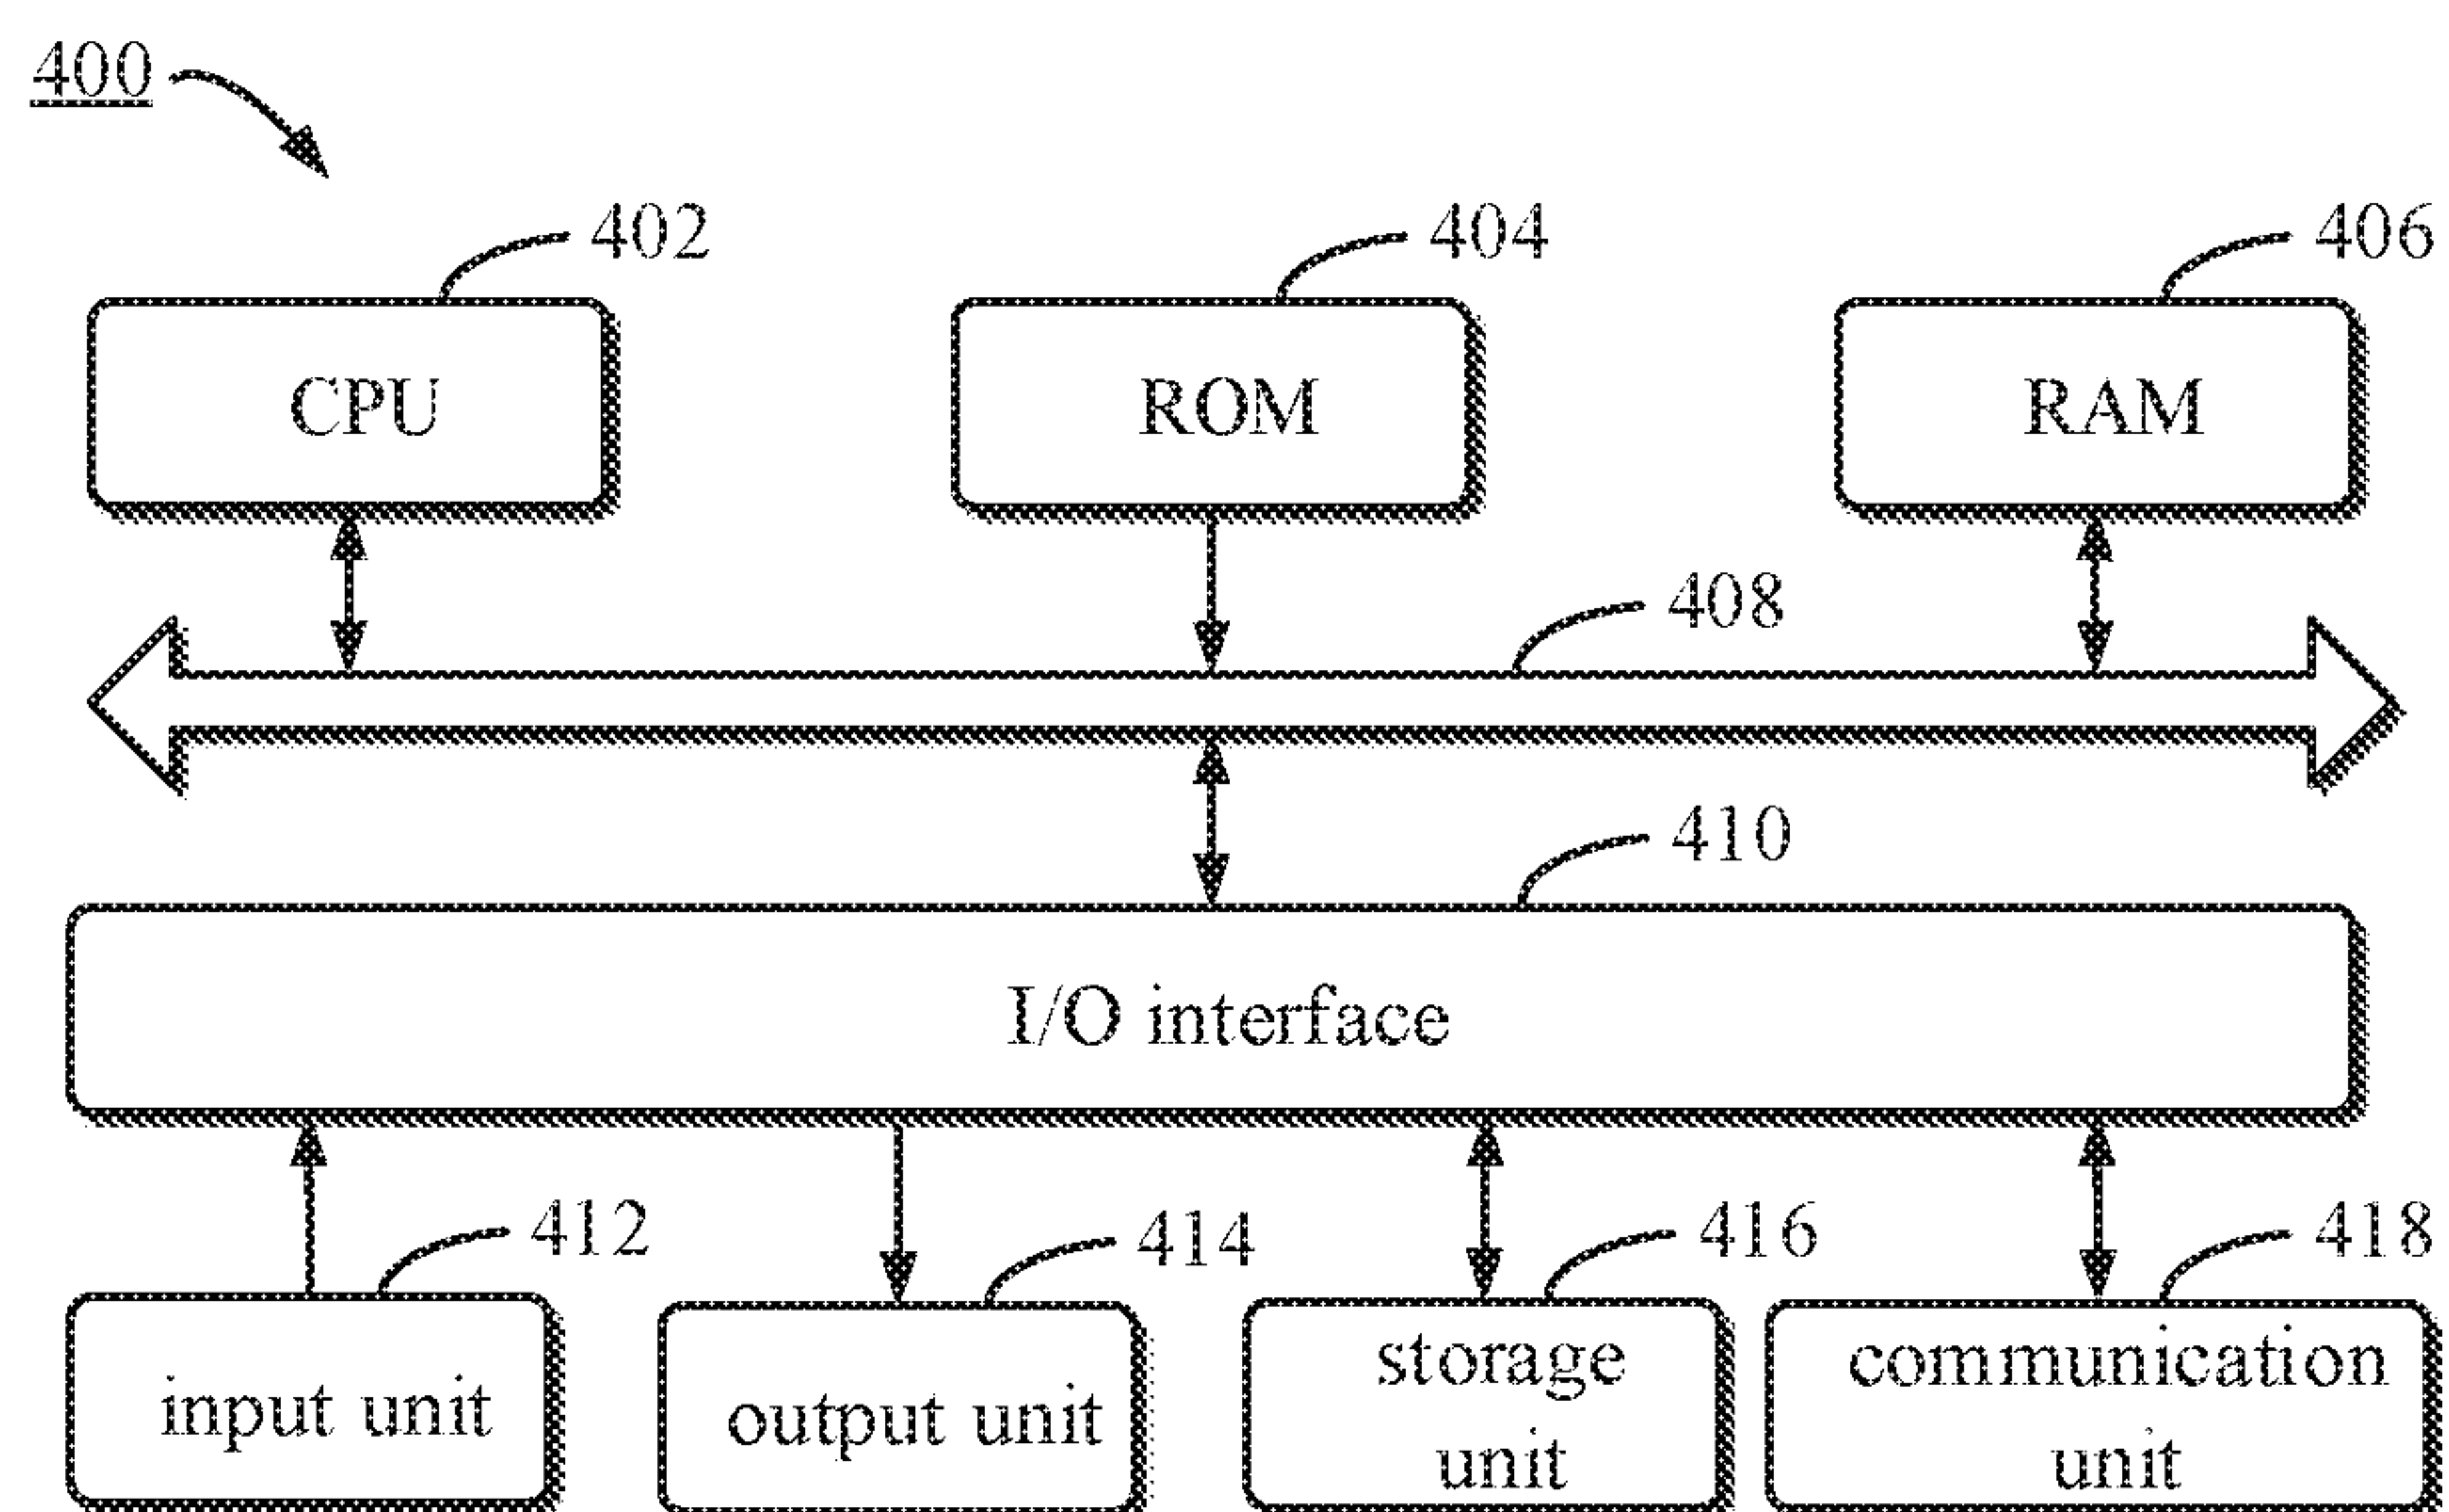 400
402
404
406
CPU
ROM
RAM
408
410
I/O interface
412
414
416
418
input unit
output unit
storage
unit
communication
unit